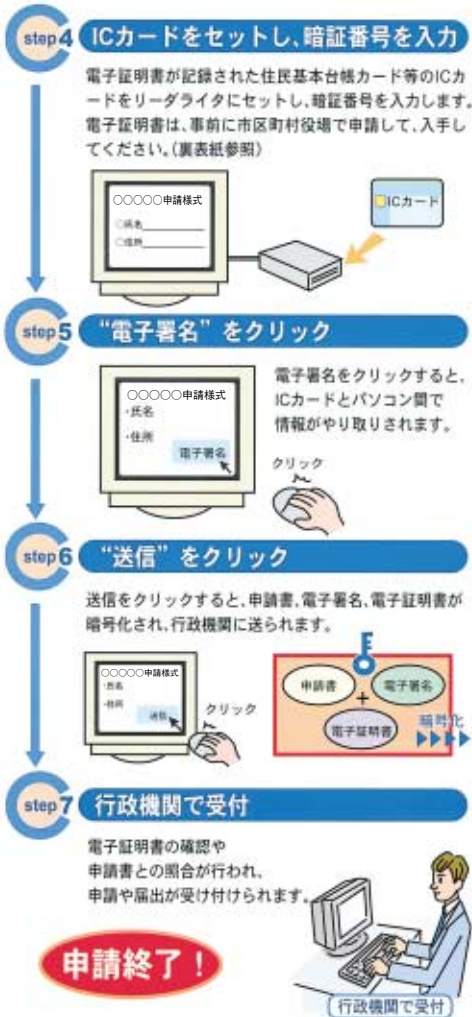 step4 ICカードをセットし、暗証番号を入力
電子証明書が記録された住民基本台帳カード等のICカ
ードをリーダライタにセットし、暗証番号を入力します。
電子証明書は、事前に市区町村役場で申請して、入手し
てください。(裏表紙参照)
○○○○○申請様式
○氏名
○住所
ICカード
step5 “電子署名”をクリック
○○○○○申請様式
・氏名
・住所
電子署名
電子署名をクリックすると、
ICカードとパソコン間で
情報がやり取りされます。
クリック
step6 “送信”をクリック
送信をクリックすると、申請書、電子署名、電子証明書が
暗号化され、行政機関に送られます。
○○○○○申請様式
・氏名
・住所
送信
クリック
申請書
+
電子署名
電子証明書
暗号化
step7 行政機関で受付
電子証明書の確認や
申請書との照合が行われ、
申請や届出が受け付けられます。
申請終了!
行政機関で受付